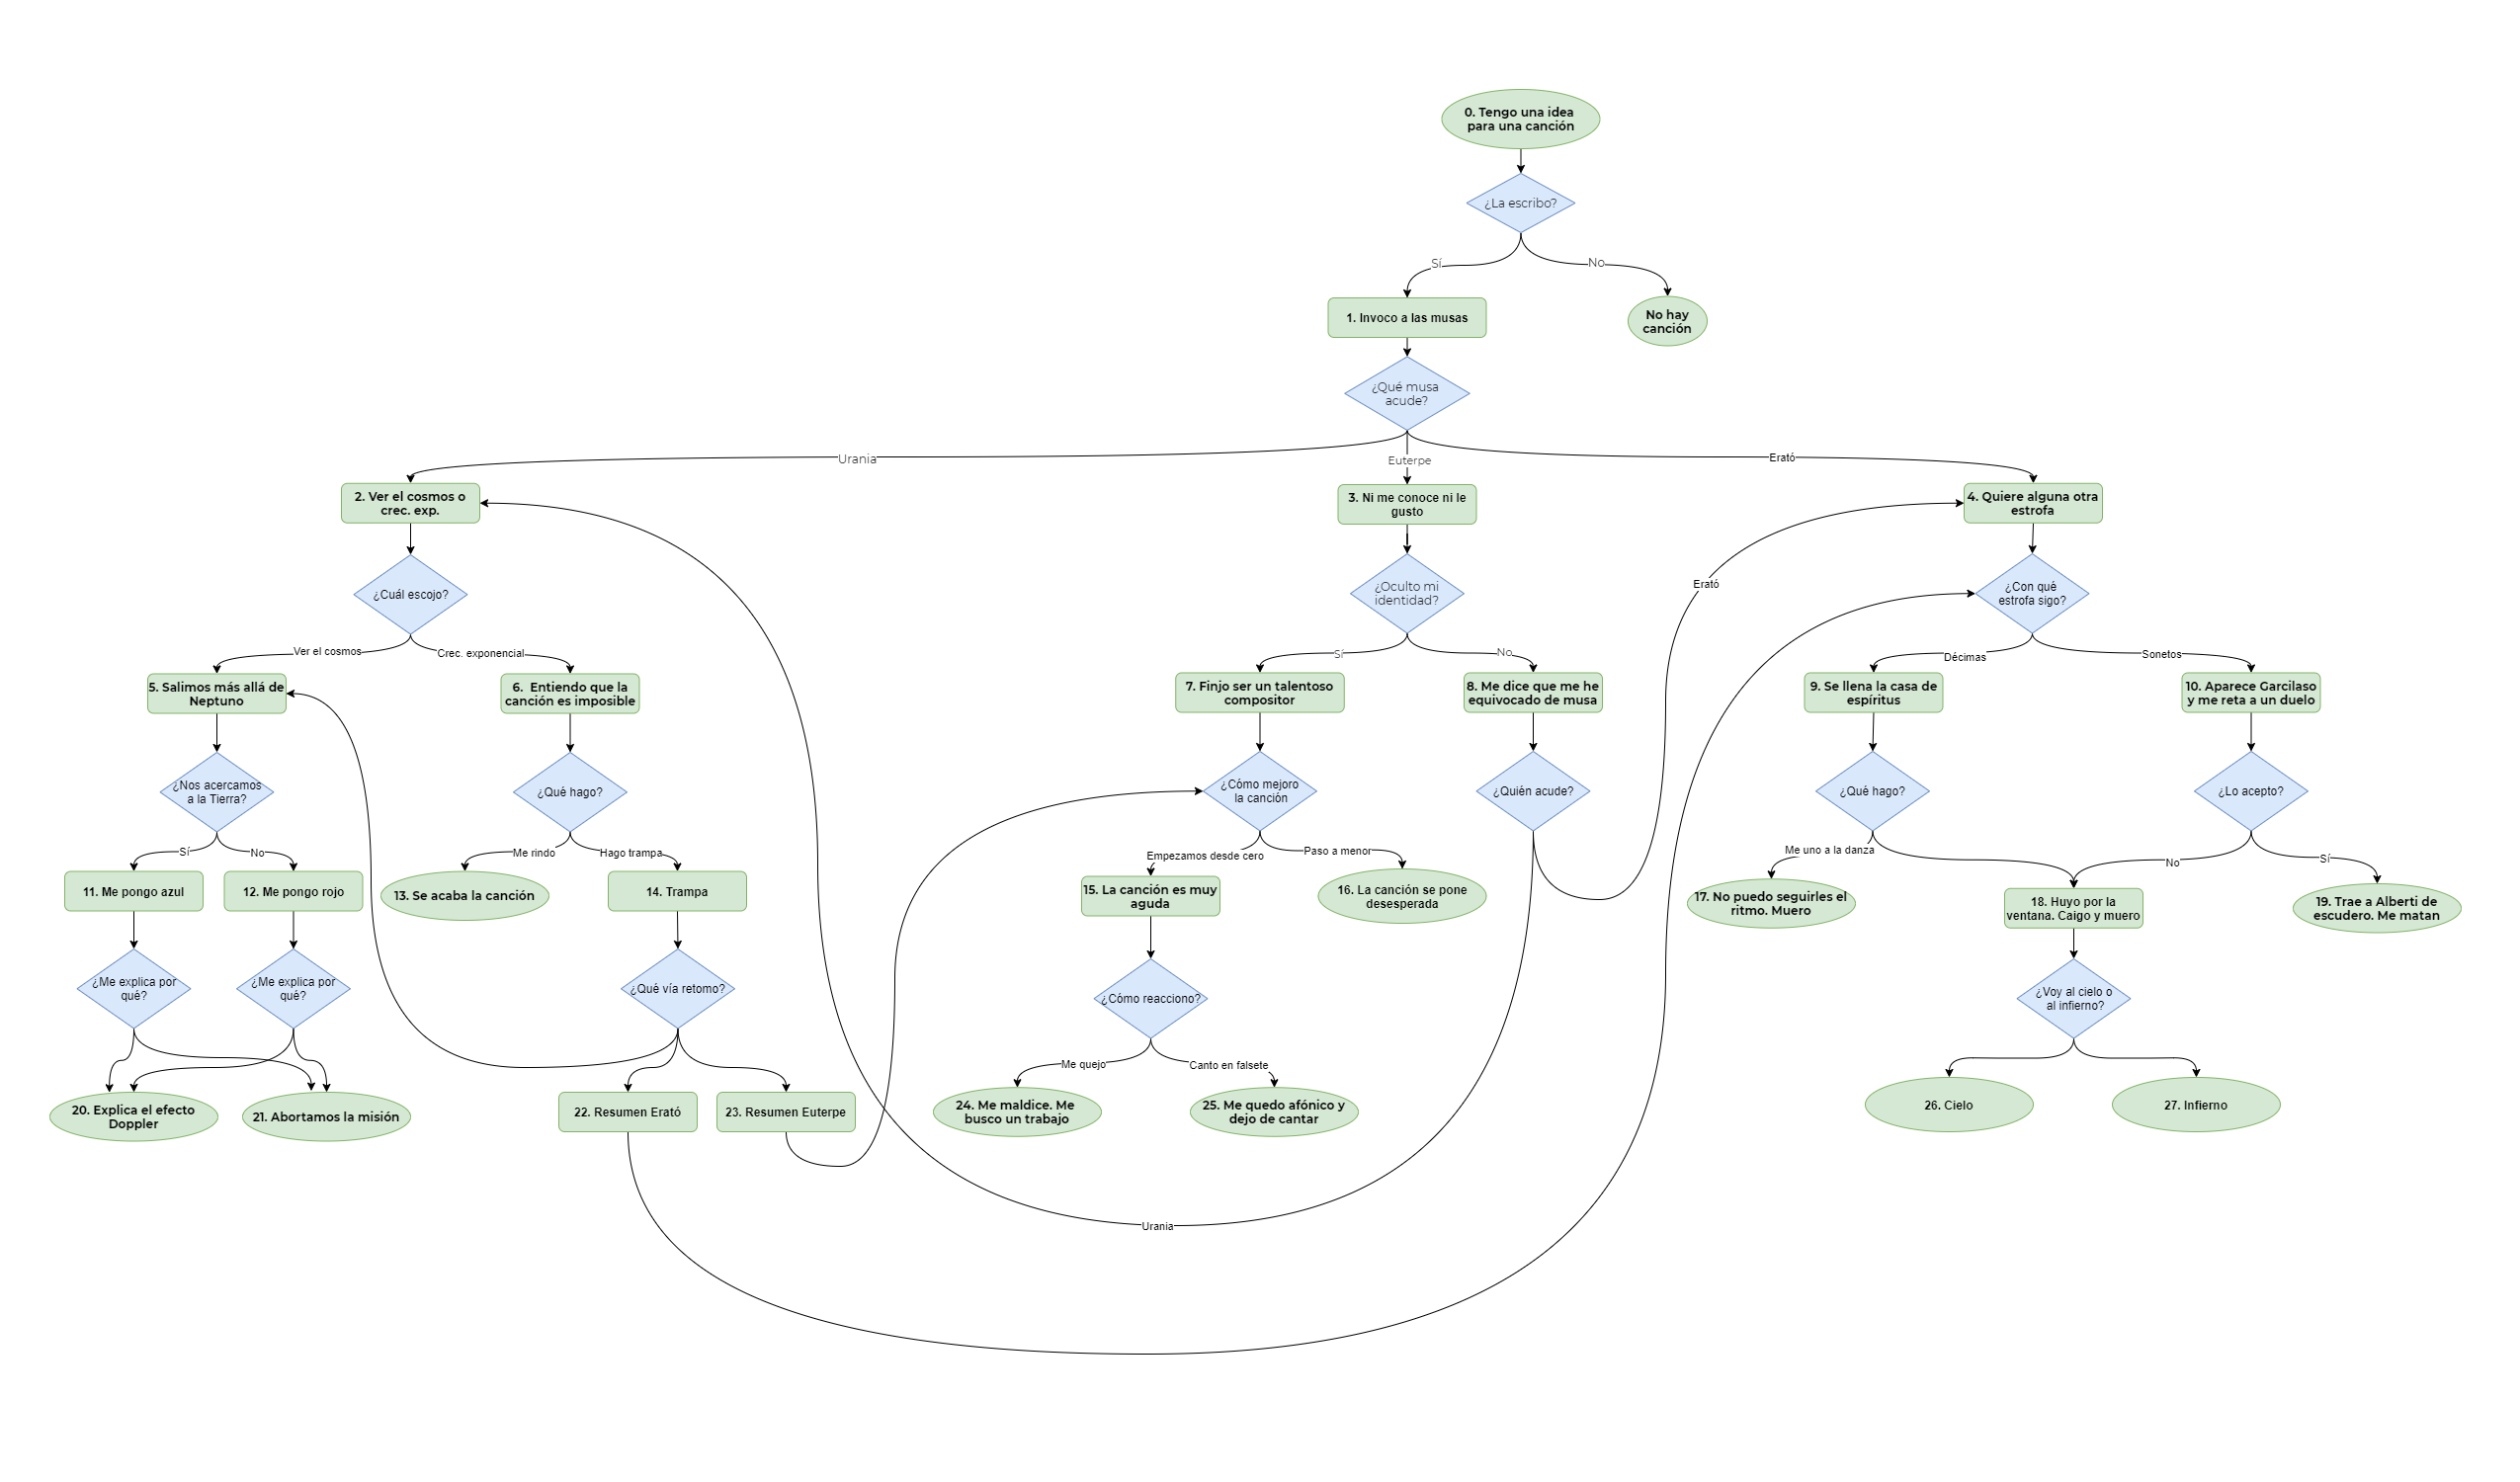 0. Tengo una idea
para una canción
¿La escribo?
Sí
No
1. Invoco a las musas
No hay
canción
¿Qué musa
acude?
Urania
Euterpe
Erató
2. Ver el cosmos o
crec. exp.
3. Ni me conoce ni le
gusto
4. Quiere alguna otra
estrofa
¿Cuál escojo?
¿Oculto mi
identidad?
Erató
¿Con qué
estrofa sigo?
Ver el cosmos
Crec. exponencial
Sí
No
Décimas
Sonetos
5. Salimos más allá de
Neptuno
6. Entiendo que la
canción es imposible
7. Finjo ser un talentoso
compositor
8. Me dice que me he
equivocado de musa
9. Se llena la casa de
espíritus
10. Aparece Garcilaso
y me reta a un duelo
¿Nos acercamos
a la Tierra?
¿Qué hago?
¿Cómo mejoro
la canción
¿Quién acude?
¿Qué hago?
¿Lo acepto?
Sí
No
Me rindo
Hago trampa
Empezamos desde cero
Paso a menor
Me uno a la danza
No
Sí
11. Me pongo azul
12. Me pongo rojo
13. Se acaba la canción
14. Trampa
15. La canción es muy
aguda
16. La canción se pone
desesperada
17. No puedo seguirles el
ritmo. Muero
18. Huyo por la
ventana. Caigo y muero
19. Trae a Alberti de
escudero. Me matan
¿Me explica por
qué?
¿Me explica por
qué?
¿Qué vía retomo?
¿Cómo reacciono?
¿Voy al cielo o
al infierno?
Me quejo
Canto en falsete
20. Explica el efecto
Doppler
21. Abortamos la misión
22. Resumen Erató
23. Resumen Euterpe
24. Me maldice. Me
busco un trabajo
25. Me quedo afónico y
dejo de cantar
26. Cielo
27. Infierno
Urania